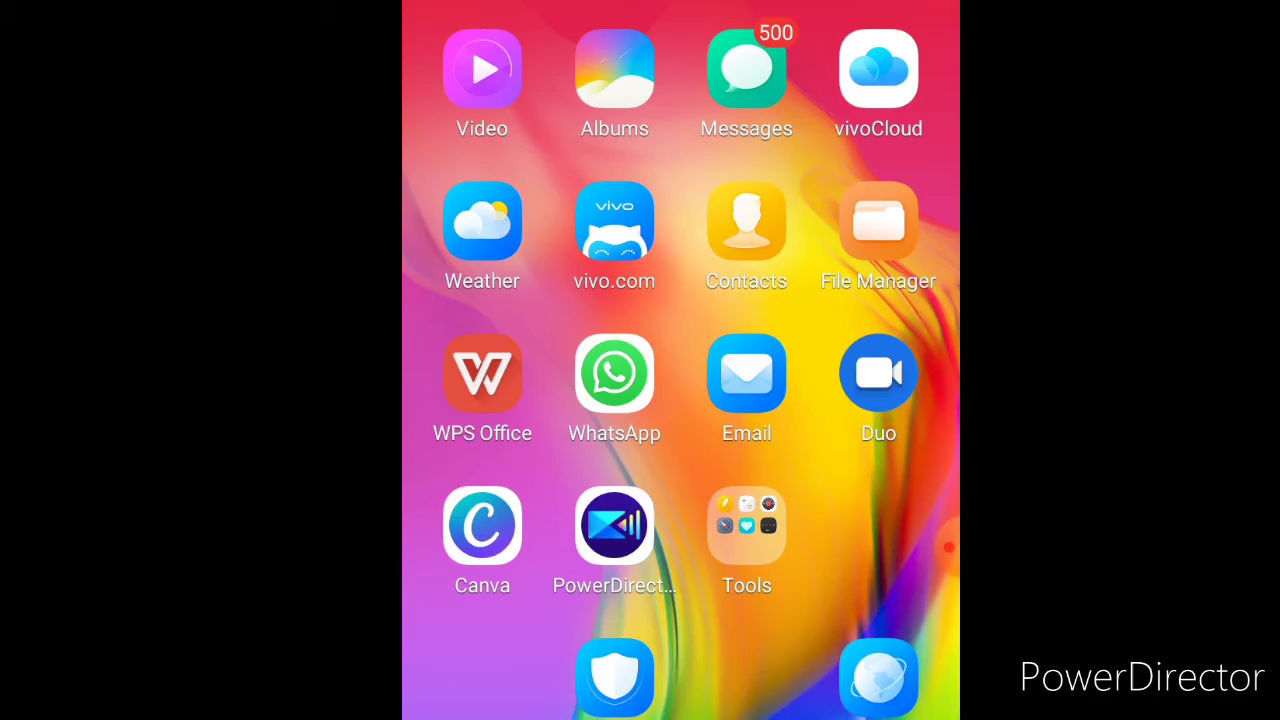 500
Video
Albums
Messages
vivoCloud
vivo
Weather
vivo.com
Contacts
File Manager
WPS Office
WhatsApp
Email
Duo
Canva
PowerDirect...
Tools
PowerDirector